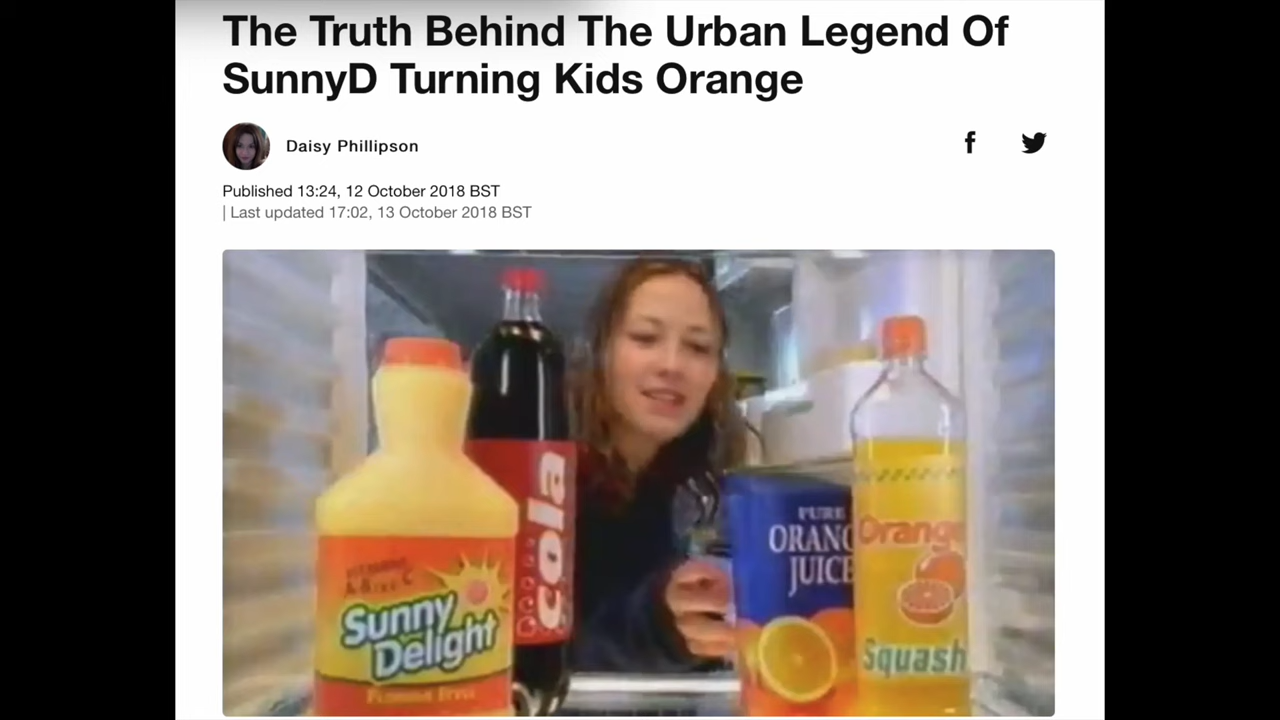 The Truth Behind The Urban Legend Of
SunnyD Turning Kids Orange
Daisy Phillipson
Published 13:24, 12 October 2018 BST
| Last updated 17:02, 13 October 2018 BST
cola
Sunny
Delight
PURE
ORANG
JUICE
Orange
Squash